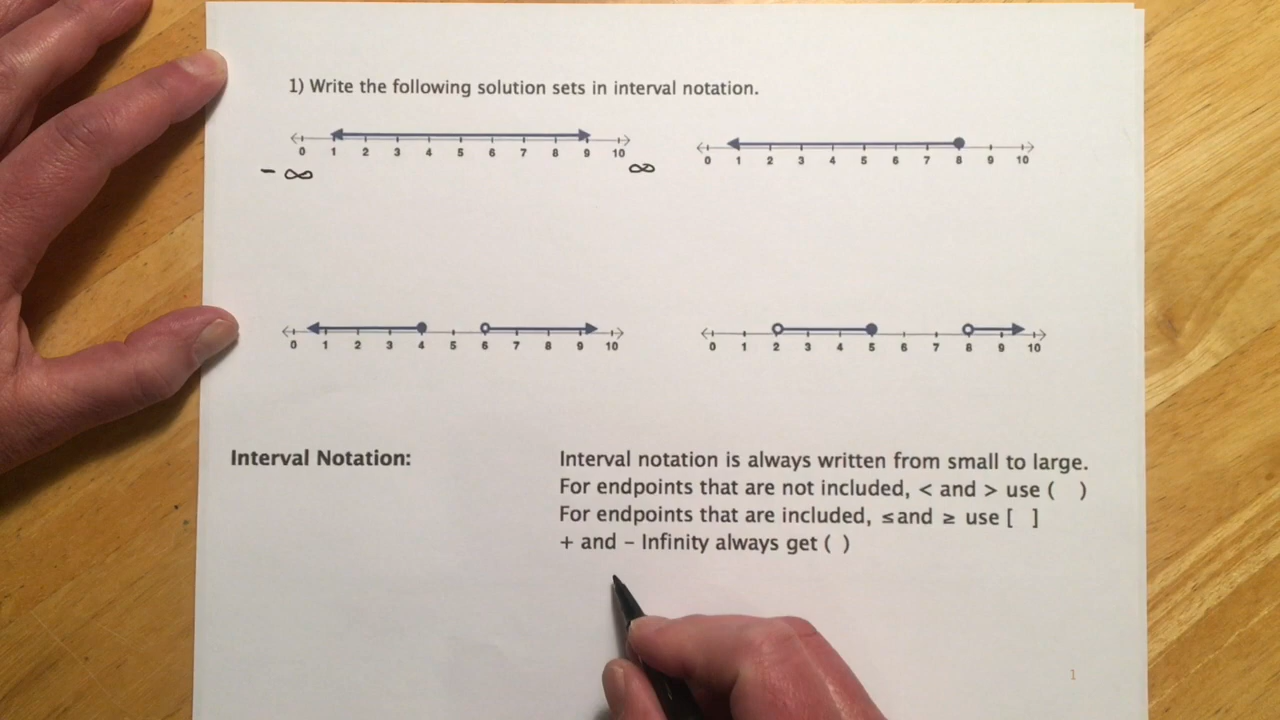 1) Write the following solution sets in interval notation.
0 1 2 3 4 5 6 7 8 9 10
- ∞ ∞
0 1 2 3 4 5 6 7 8 9 10
0 1 2 3 4 5 6 7 8 9 10
0 1 2 3 4 5 6 7 8 9 10
Interval Notation:
Interval notation is always written from small to large.
For endpoints that are not included, < and > use ( )
For endpoints that are included, ≤and ≥ use [ ]
+ and – Infinity always get ( )
1